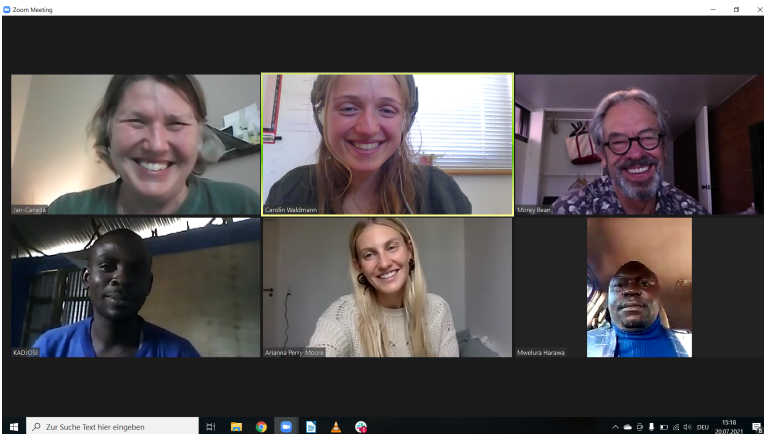 Zoom Meeting
Jan-Canada
Carolin Waldmann
Morey Bean
KADJOSI
Arianna Perry-Moore
Mwelura Harawa
Zur Suche Text hier eingeben
DEU
15:18
20.07.2021